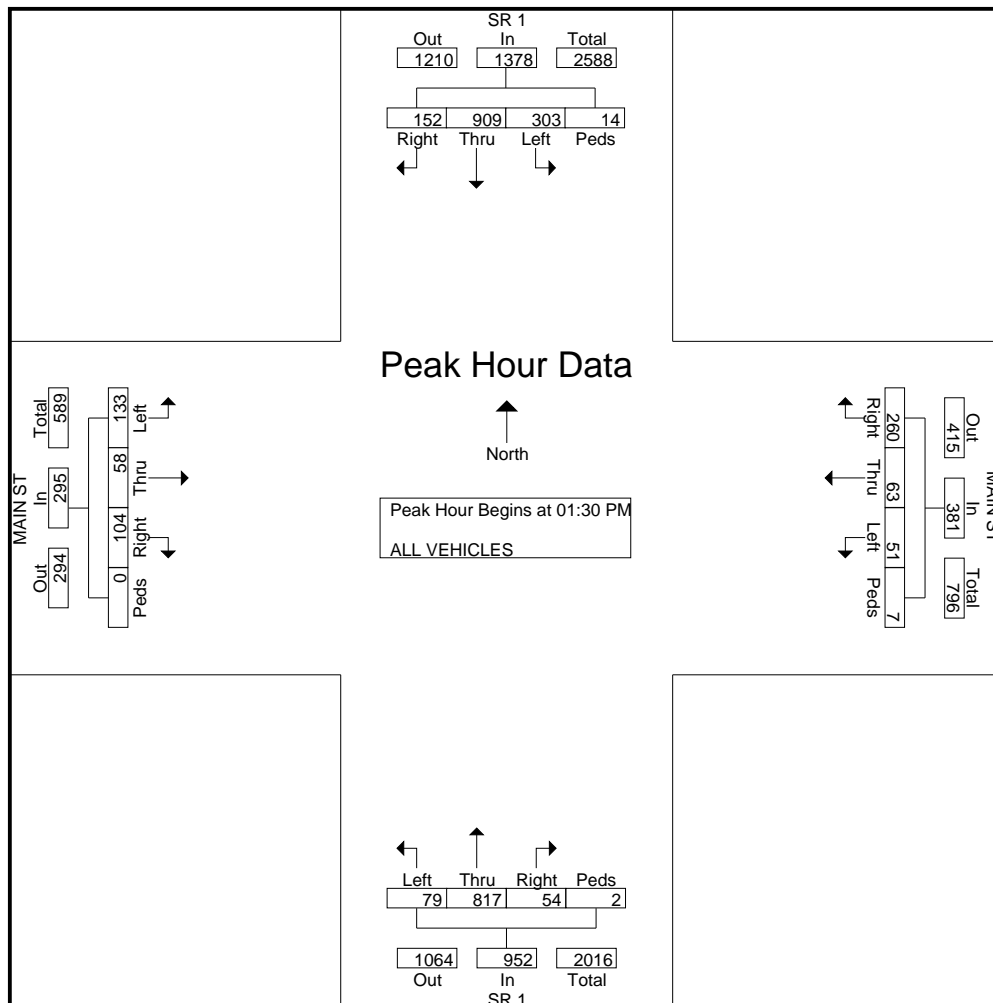 SR 1
Out In Total
1210 1378 2588
152 909 303 14
Right Thru Left Peds
Peak Hour Data
North
Peak Hour Begins at 01:30 PM
ALL VEHICLES
MAIN ST
Out In Total
294 295 589
0 104 58 133
Peds Right Thru Left
MAIN ST
Out In Total
415 381 796
Right Thru Left Peds
260 63 51 7
Left Thru Right Peds
79 817 54 2
1064 952 2016
Out In Total
SR 1